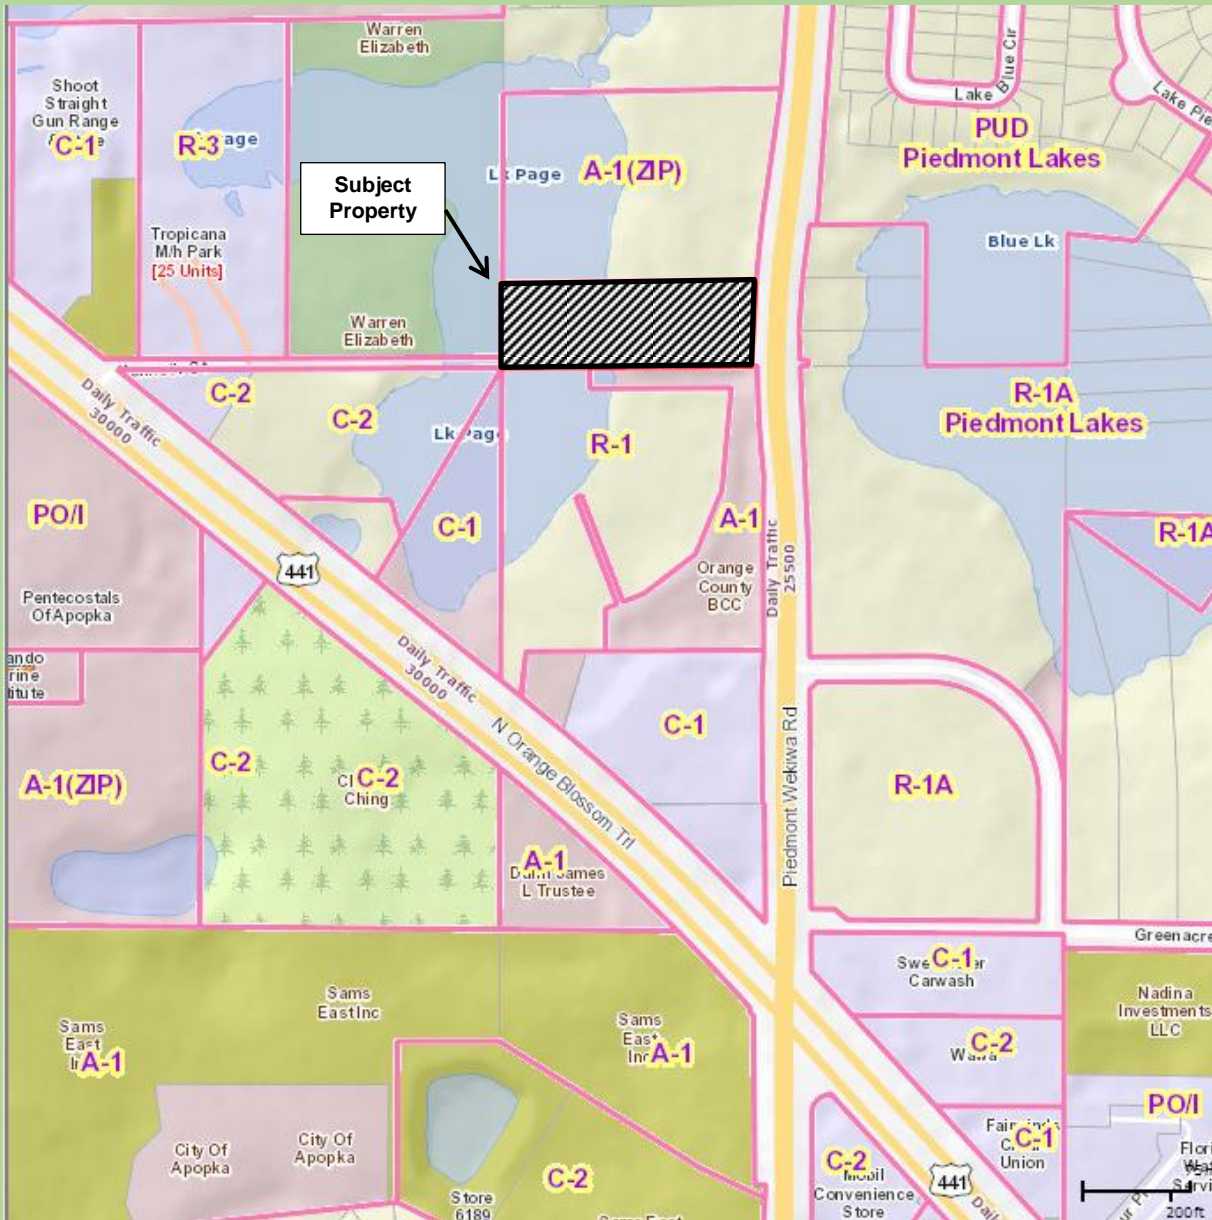 Warren
Elizabeth
Shoot
Straight
Gun Range
C-1
R-3
Lake
Blue Cir
PUD
Piedmont Lakes
Subject
Property
Lk Page
A-1(ZIP)
Tropicana
M/h Park
[25 Units]
Blue Lk
Warren
Elizabeth
C-2
C-2
Daily Traffic
30000
Lk Page
R-1
R-1A
Piedmont Lakes
PO/I
C-1
A-1
R-1A
441
Daily Traffic
25500
Orange
County
BCC
Pentecostals
Of Apopka
Daily Traffic
30000
N Orange Blossom Trl
C-1
Piedmont Wekiwa Rd
A-1(ZIP)
C-2
C-2
Ching
R-1A
A-1
James
L Trustee
Greenacre
C-1
Carwash
Sams
East Inc
Sams
East
A-1
Sams
East
Inc
A-1
Nadina
Investments
LLC
C-2
Wawa
PO/I
City Of
Apopka
City Of
Apopka
C-1
Union
C-2
Store
6189
C-2
Mobil
Convenience
Store
441
200ft